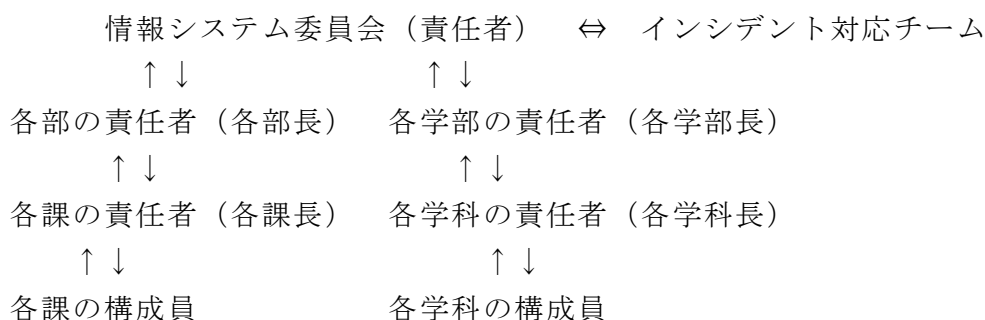 情報システム委員会（責任者） ⇔ インシデント対応チーム
↑↓ ↑↓
各部の責任者（各部長） 各学部の責任者（各学部長）
↑↓ ↑↓
各課の責任者（各課長） 各学科の責任者（各学科長）
↑↓ ↑↓
各課の構成員 各学科の構成員